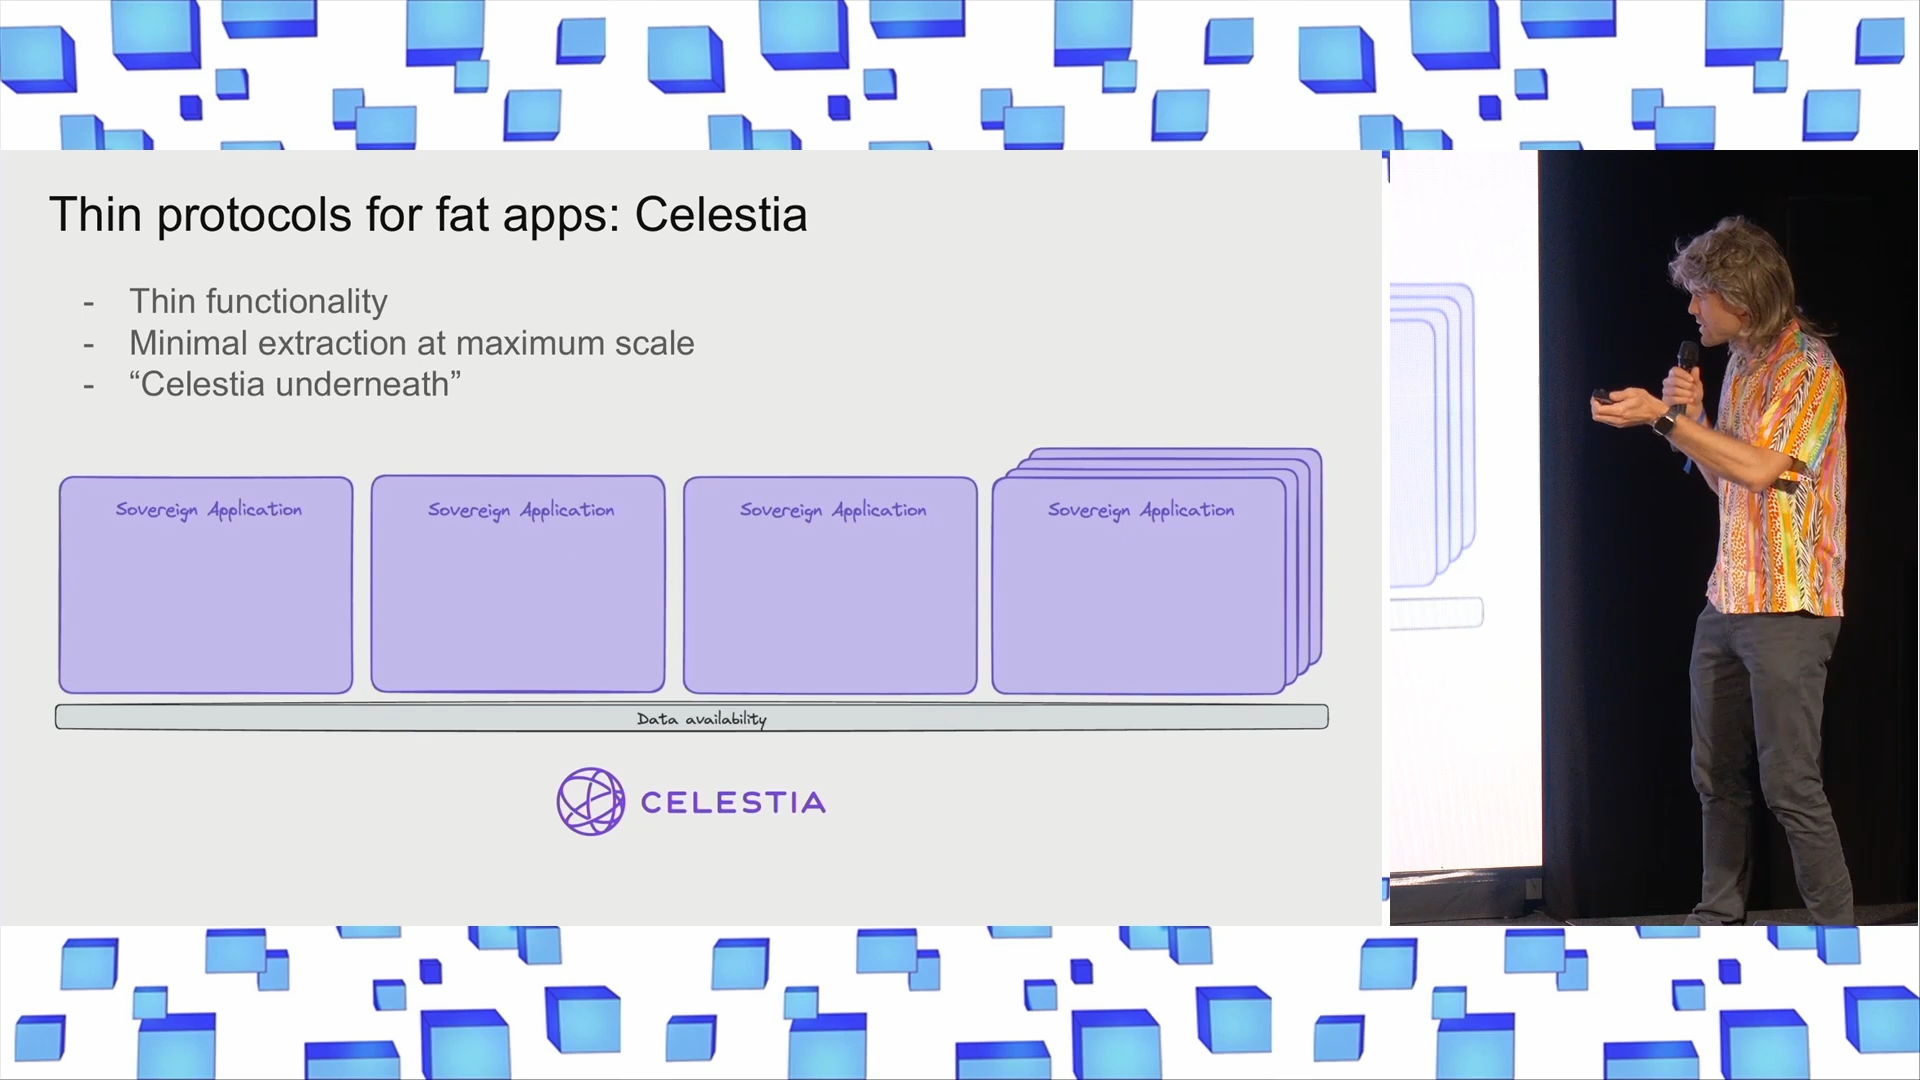 Thin protocols for fat apps: Celestia
- Thin functionality
- Minimal extraction at maximum scale
- “Celestia underneath”
Sovereign Application
Sovereign Application
Sovereign Application
Sovereign Application
Data availability
CELESTIA